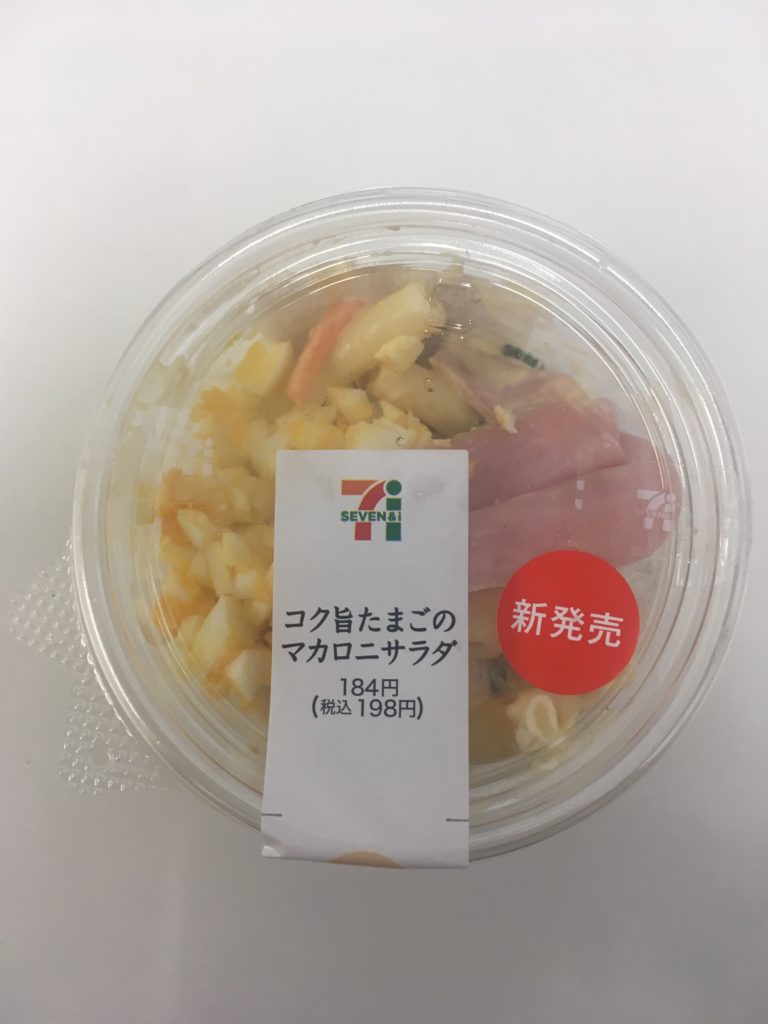 SEVEN&i
コク旨たまごの
マカロニサラダ
184円
(税込 198円)
新発売